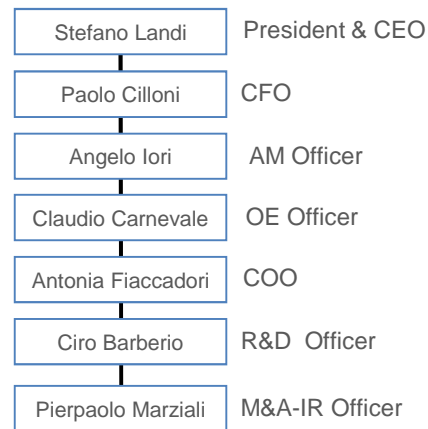 Stefano Landi President & CEO
Paolo Cilloni CFO
Angelo Iori AM Officer
Claudio Carnevale OE Officer
Antonia Fiaccadori COO
Ciro Barberio R&D Officer
Pierpaolo Marziali M&A-IR Officer